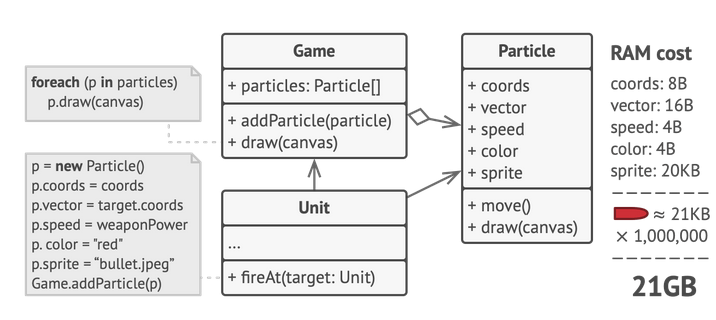 foreach (p in particles)
p.draw(canvas)
p = new Particle()
p.coords = coords
p.vector = target.coords
p.speed = weaponPower
p. color = "red"
p.sprite = “bullet.jpeg”
Game.addParticle(p)
Game
+ particles: Particle[]
+ addParticle(particle)
+ draw(canvas)
Unit
...
+ fireAt(target: Unit)
Particle
+ coords
+ vector
+ speed
+ color
+ sprite
+ move()
+ draw(canvas)
RAM cost
coords: 8B
vector: 16B
speed: 4B
color: 4B
sprite: 20KB
≈ 21KB
× 1,000,000
21GB